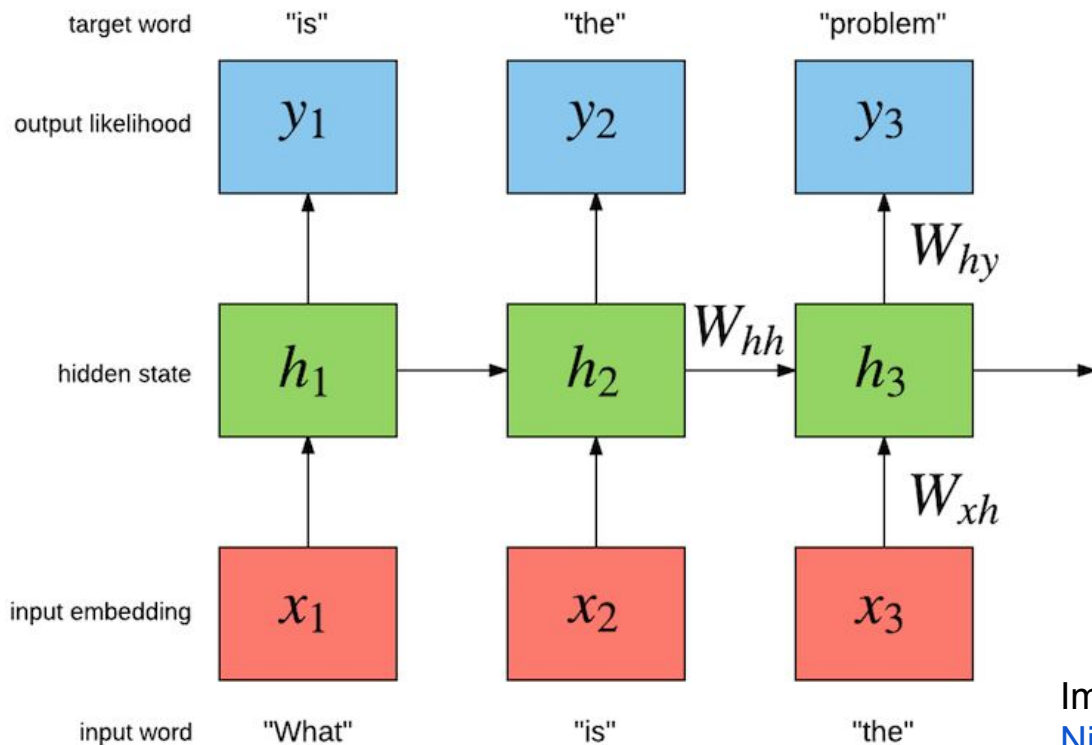 target word "is" "the" "problem"
output likelihood y₁ y₂ y₃
W_hy
W_hh
hidden state h₁ h₂ h₃
W_xh
input embedding x₁ x₂ x₃
input word "What" "is" "the"